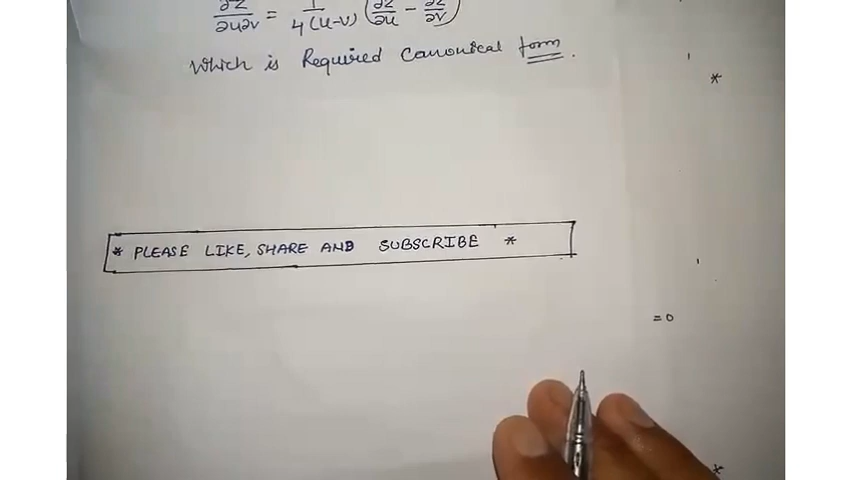 ∂²Z/∂u∂v = 1/4(u-v) (∂Z/∂u - ∂Z/∂v)
Which is Required Canonical form.
*
* PLEASE LIKE, SHARE AND SUBSCRIBE *
= 0
*